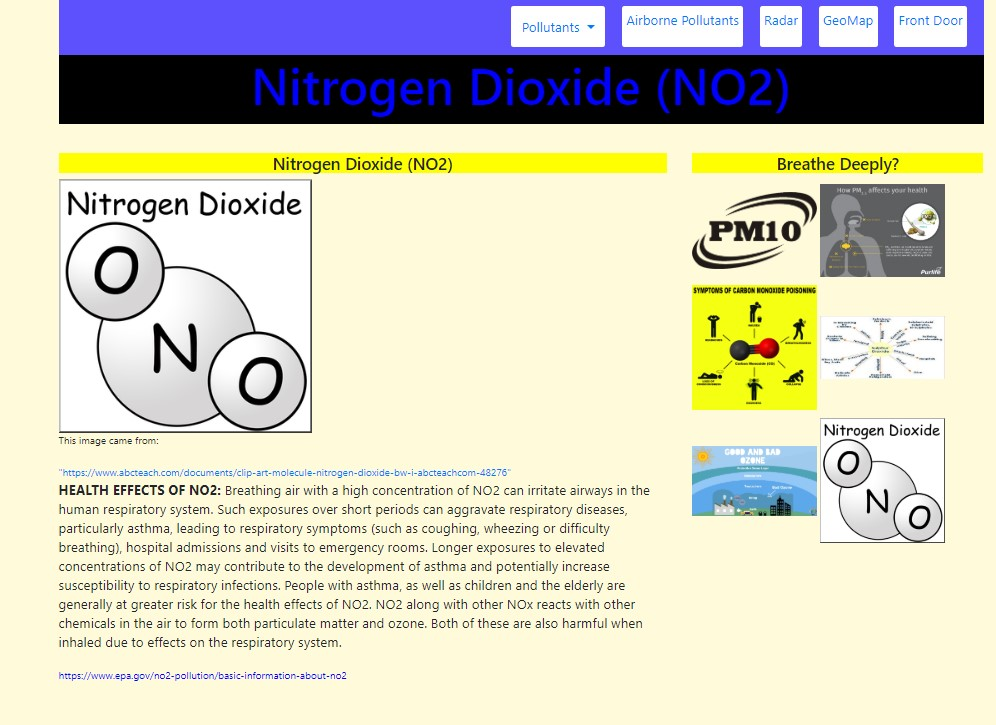 Pollutants
Airborne Pollutants
Radar
GeoMap
Front Door
Nitrogen Dioxide (NO2)
Nitrogen Dioxide (NO2)
Nitrogen Dioxide
O
N
O
This image came from:
"https://www.abcteach.com/documents/clip-art-molecule-nitrogen-dioxide-bw-i-abcteachcom-48276"
HEALTH EFFECTS OF NO2: Breathing air with a high concentration of NO2 can irritate airways in the
human respiratory system. Such exposures over short periods can aggravate respiratory diseases,
particularly asthma, leading to respiratory symptoms (such as coughing, wheezing or difficulty
breathing), hospital admissions and visits to emergency rooms. Longer exposures to elevated
concentrations of NO2 may contribute to the development of asthma and potentially increase
susceptibility to respiratory infections. People with asthma, as well as children and the elderly are
generally at greater risk for the health effects of NO2. NO2 along with other NOx reacts with other
chemicals in the air to form both particulate matter and ozone. Both of these are also harmful when
inhaled due to effects on the respiratory system.
https://www.epa.gov/no2-pollution/basic-information-about-no2
Breathe Deeply?
PM10
How PM2.5 affects your health
Purlife
SYMPTOMS OF CARBON MONOXIDE POISONING
Carbon Monoxide (CO)
GOOD AND BAD
OZONE
Nitrogen Dioxide
O
N
O